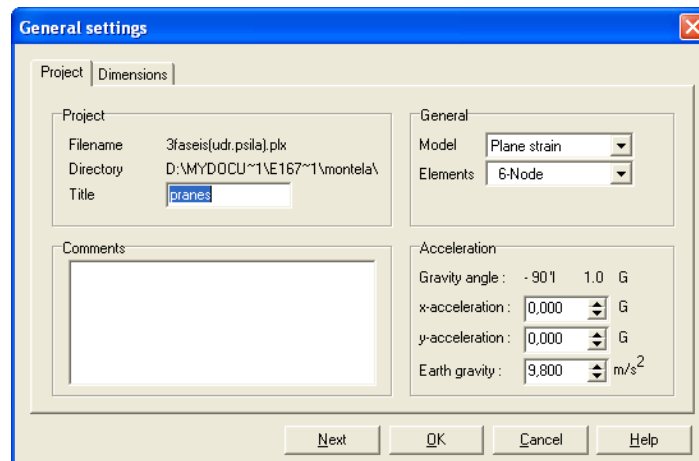 General settings
Project Dimensions
Project
Filename 3faseis(udr.psila).plx
Directory D:\MYDOCU~1\E167~1\montela\
Title pranes
General
Model Plane strain
Elements 6-Node
Comments
Acceleration
Gravity angle : - 90 °l 1.0 G
x-acceleration : 0,000 G
y-acceleration : 0,000 G
Earth gravity : 9,800 m/s²
Next OK Cancel Help